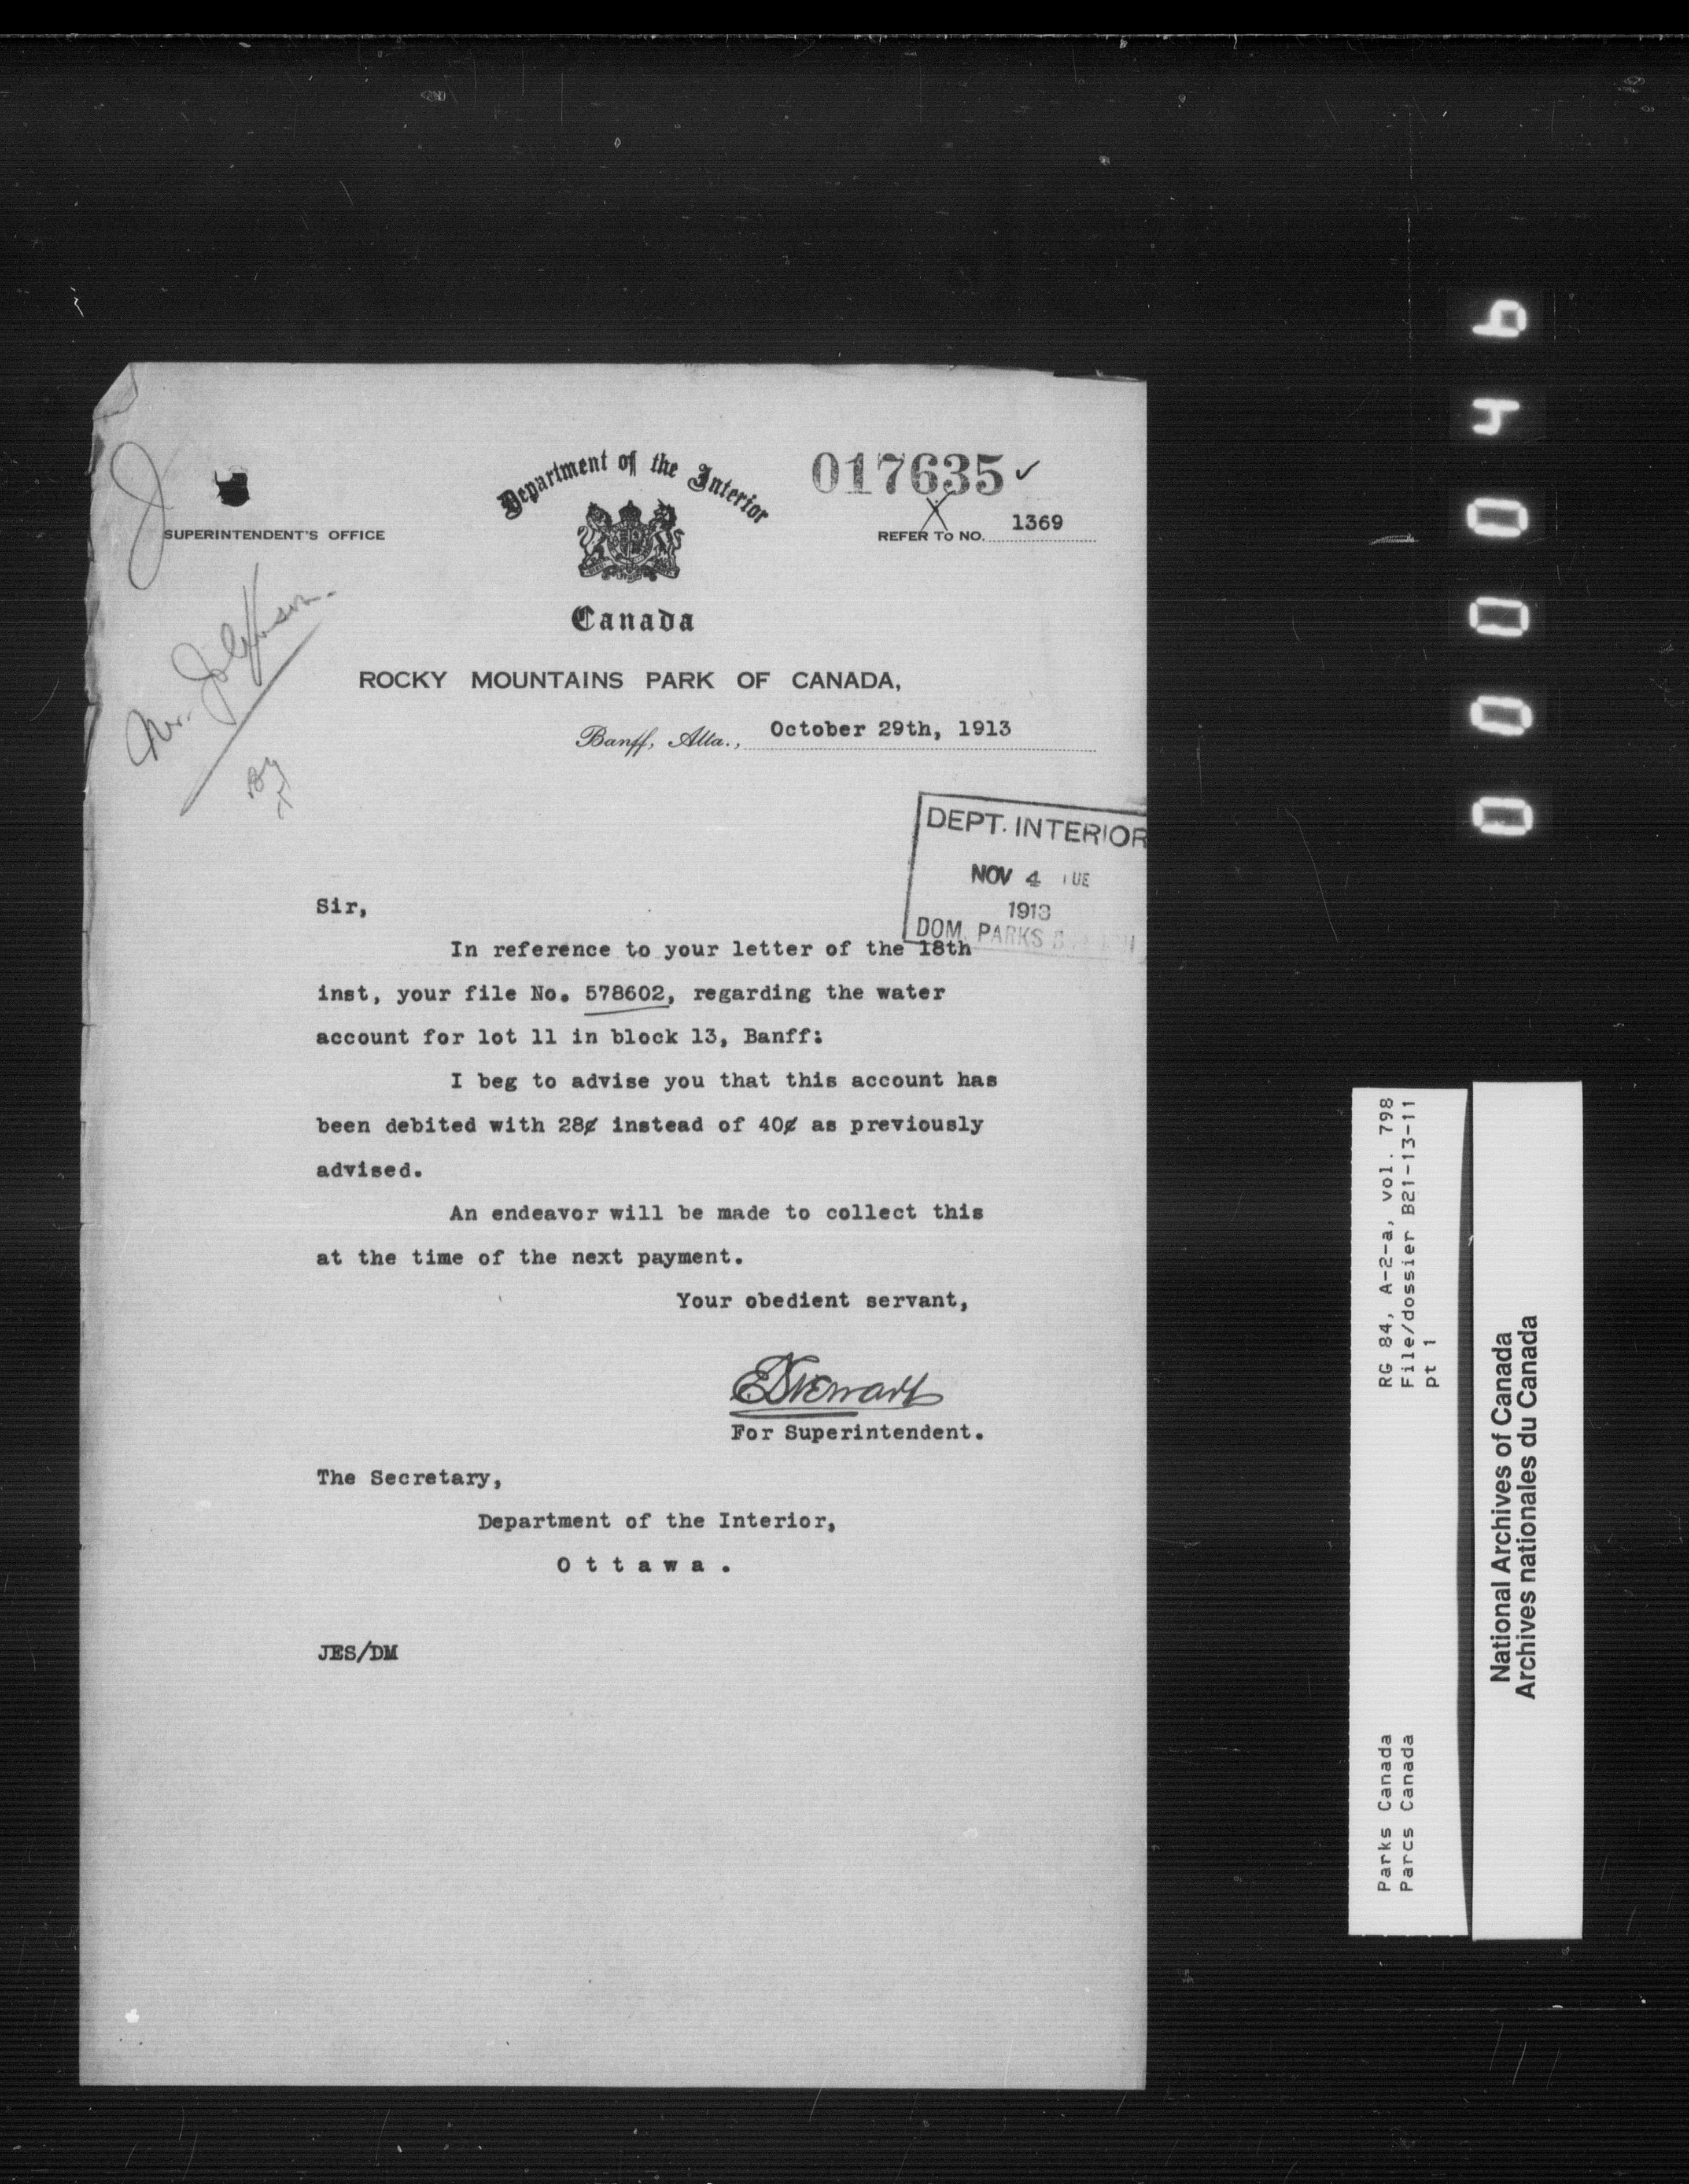 Department of the Interior
017635 ✓
SUPERINTENDENT'S OFFICE
REFER TO NO. 1369
Canada
Mr.
ROCKY MOUNTAINS PARK OF CANADA,
Banff, Alta., October 29th, 1913
DEPT. INTERIOR
NOV 4 TUE
1913
DOM. PARKS
Sir,
In reference to your letter of the 18th
inst, your file No. 578602, regarding the water
account for lot 11 in block 13, Banff:
I beg to advise you that this account has
been debited with 28¢ instead of 40¢ as previously
advised.
An endeavor will be made to collect this
at the time of the next payment.
Your obedient servant,
For Superintendent.
The Secretary,
Department of the Interior,
Ottawa.
JES/DM
000046
RG 84, A-2-a, vol. 798
File/dossier B21-13-11
pt 1
Parks Canada
Parcs Canada
National Archives of Canada
Archives nationales du Canada